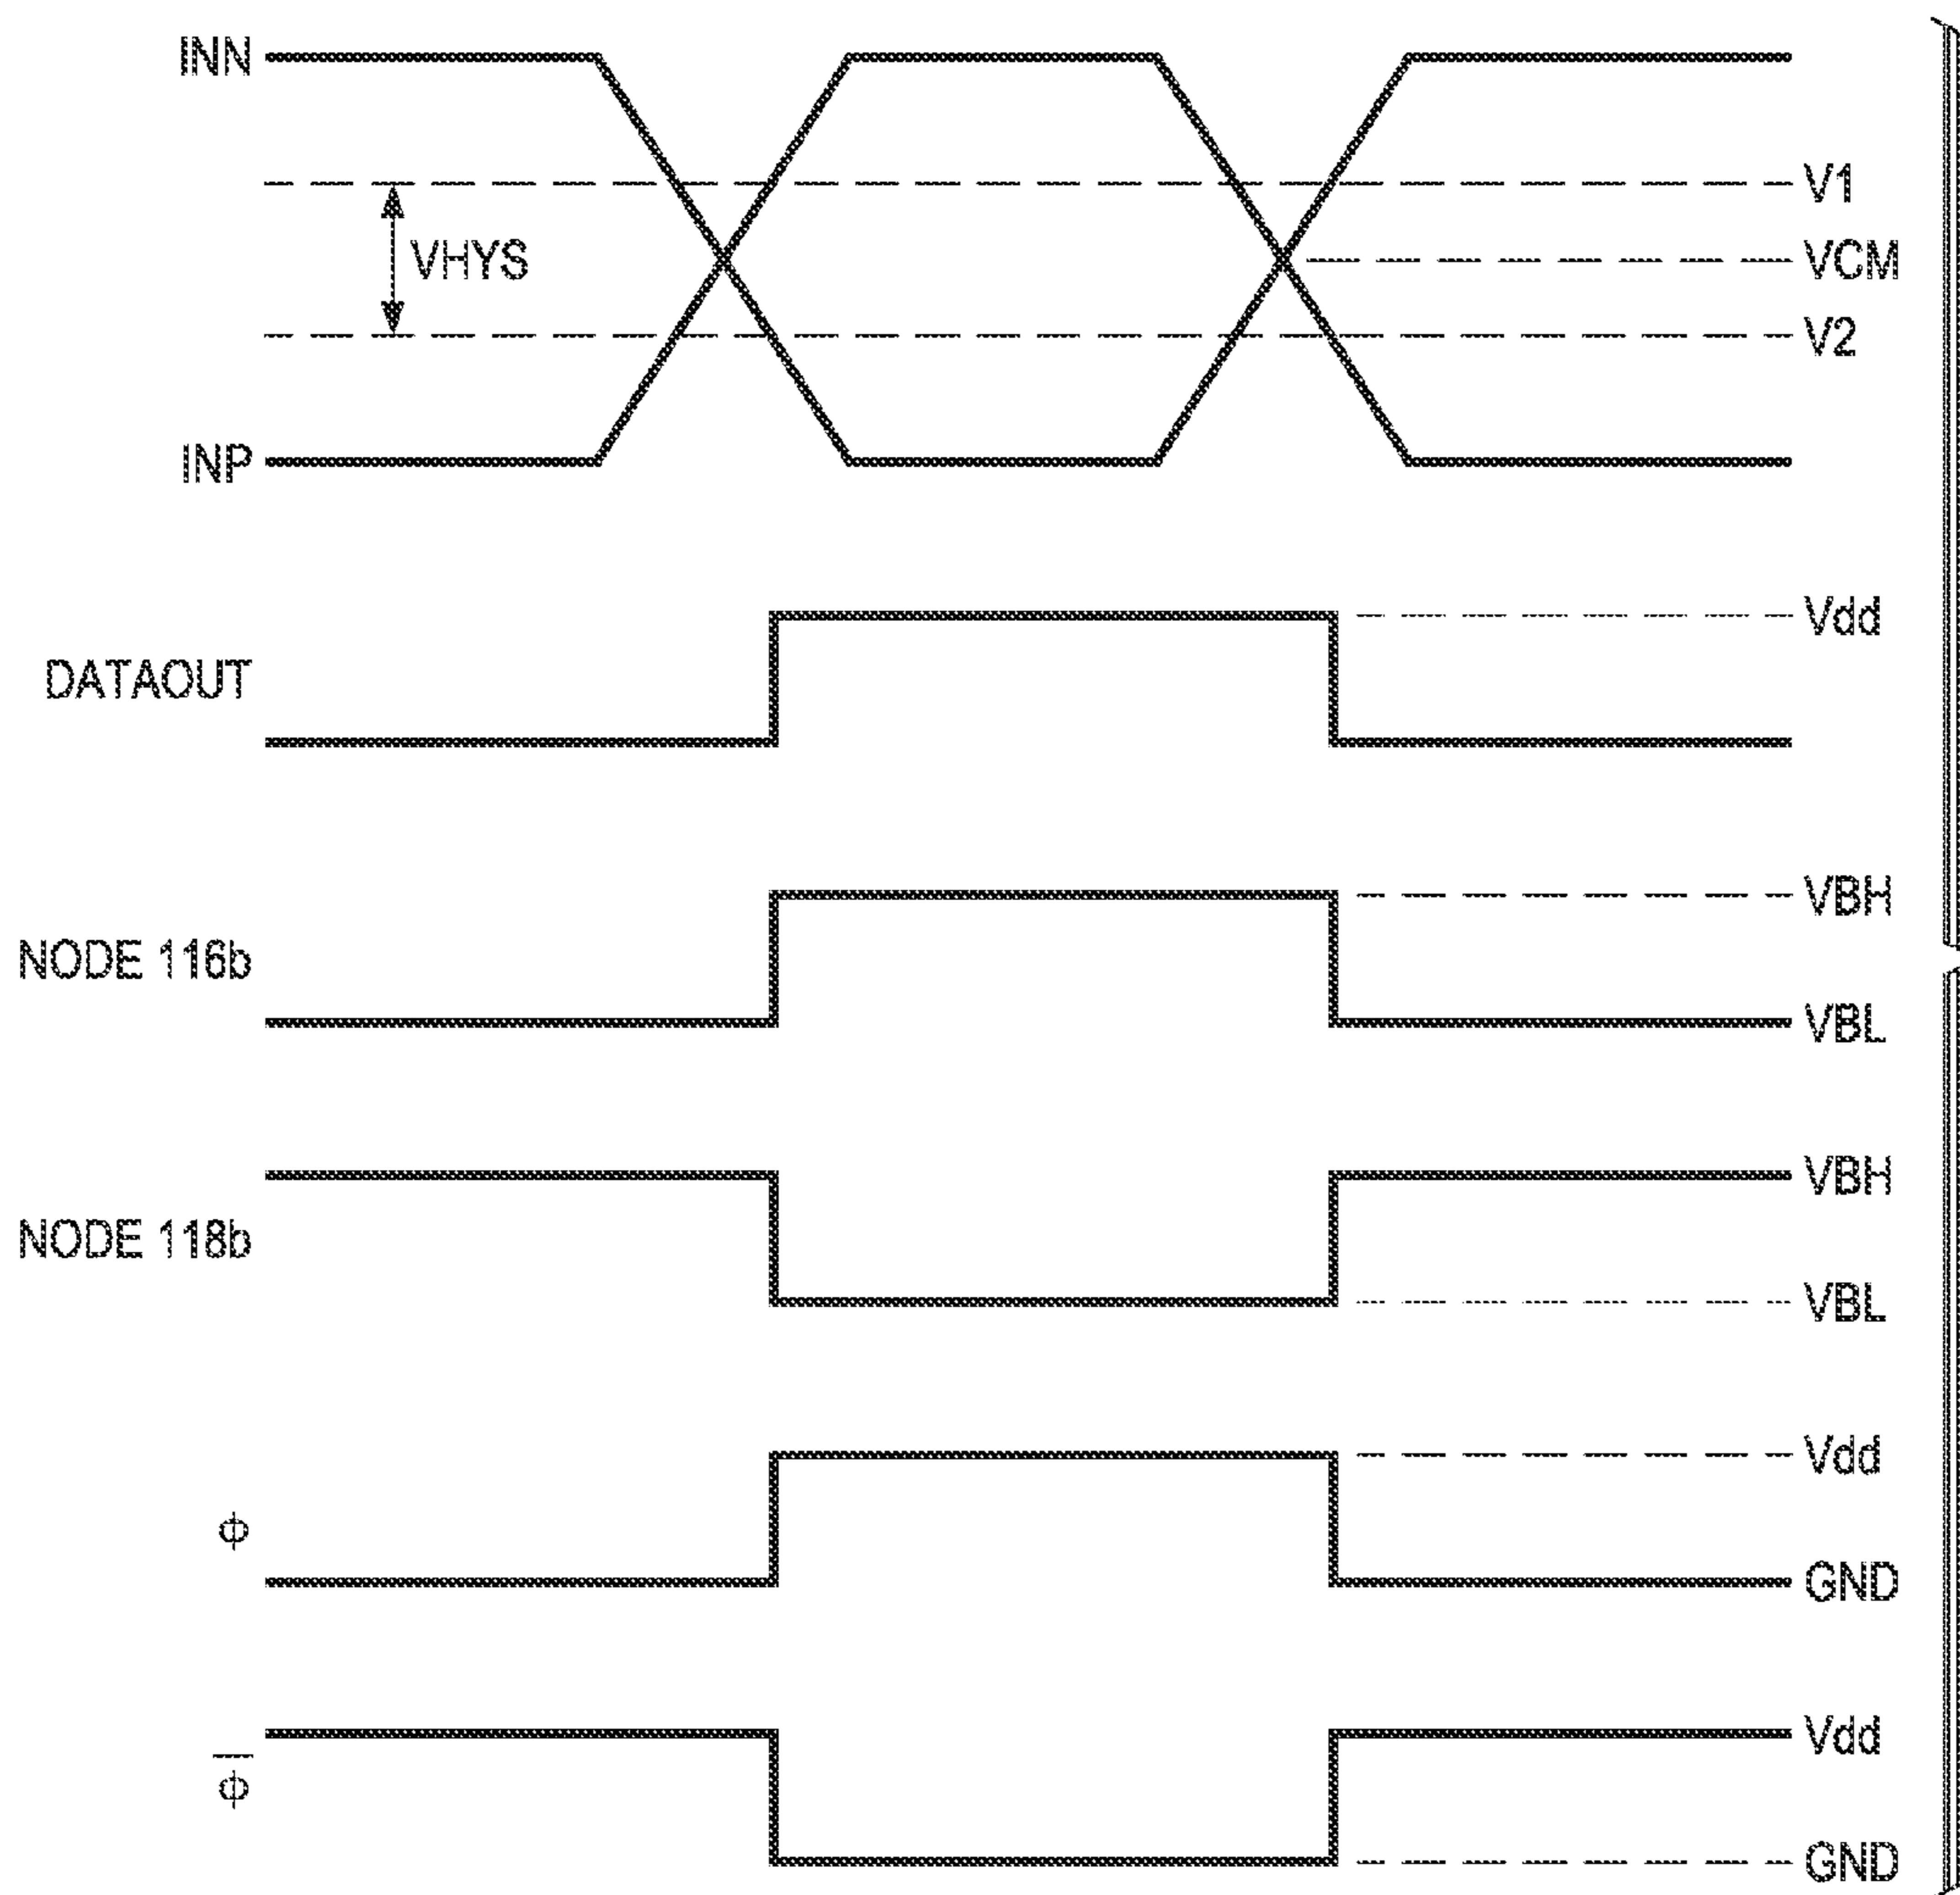 INN
V1
VHYS
VCM
V2
INP
Vdd
DATAOUT
VBH
NODE 116b
VBL
VBH
NODE 118b
VBL
Vdd
ϕ
GND
Vdd
ϕ̅
GND